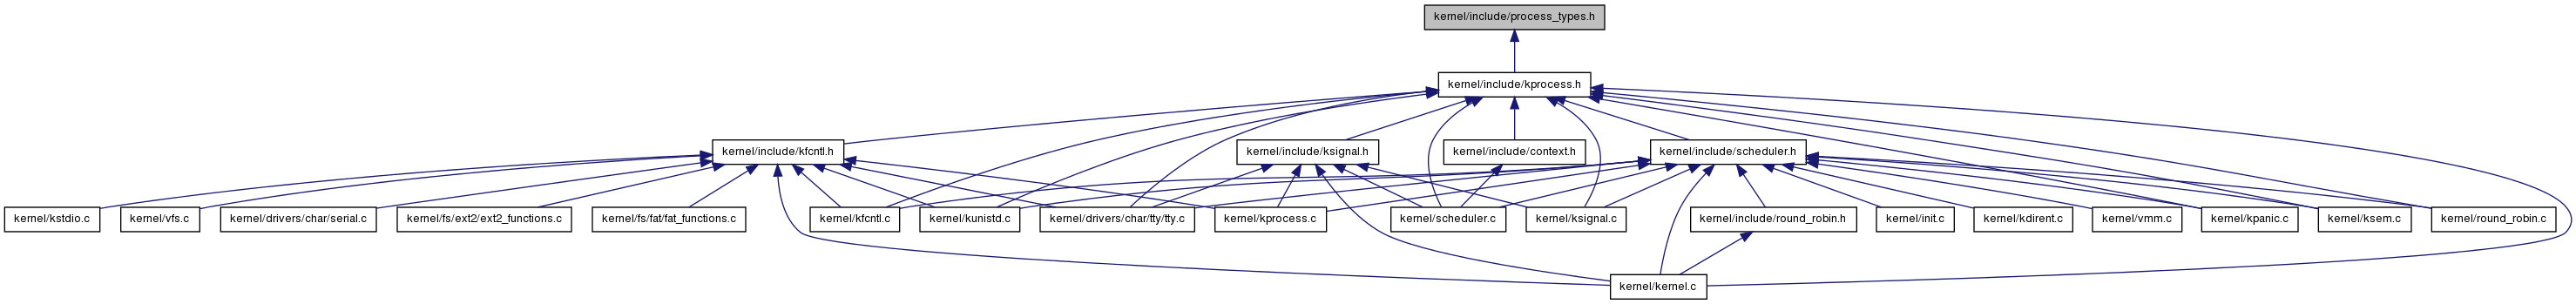 kernel/include/process_types.h
kernel/include/kprocess.h
kernel/include/kfcntl.h
kernel/include/ksignal.h
kernel/include/context.h
kernel/include/scheduler.h
kernel/kstdio.c
kernel/vfs.c
kernel/drivers/char/serial.c
kernel/fs/ext2/ext2_functions.c
kernel/fs/fat/fat_functions.c
kernel/kfcntl.c
kernel/kunistd.c
kernel/drivers/char/tty/tty.c
kernel/kprocess.c
kernel/scheduler.c
kernel/ksignal.c
kernel/include/round_robin.h
kernel/init.c
kernel/kdirent.c
kernel/vmm.c
kernel/kpanic.c
kernel/ksem.c
kernel/round_robin.c
kernel/kernel.c